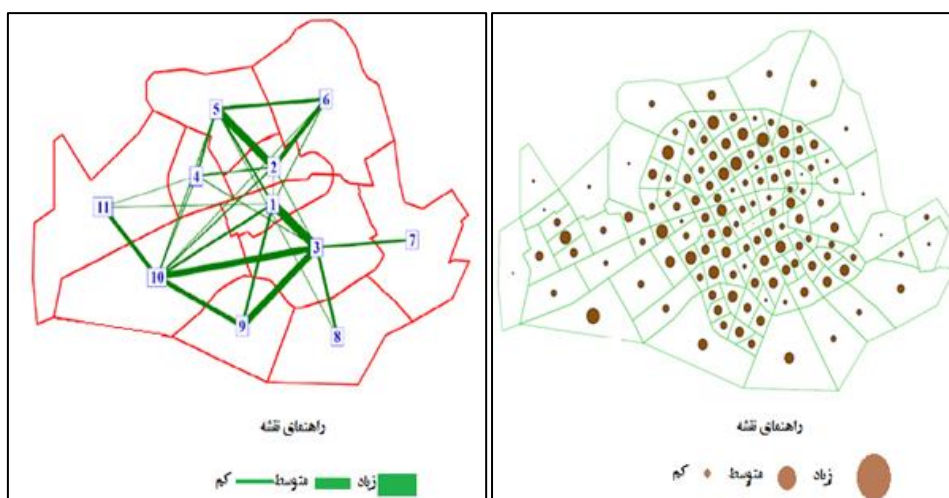 5
6
2
4
1
11
3
7
10
9
8
راهنمای نقشه
کم متوسط زیاد
راهنمای نقشه
کم متوسط زیاد